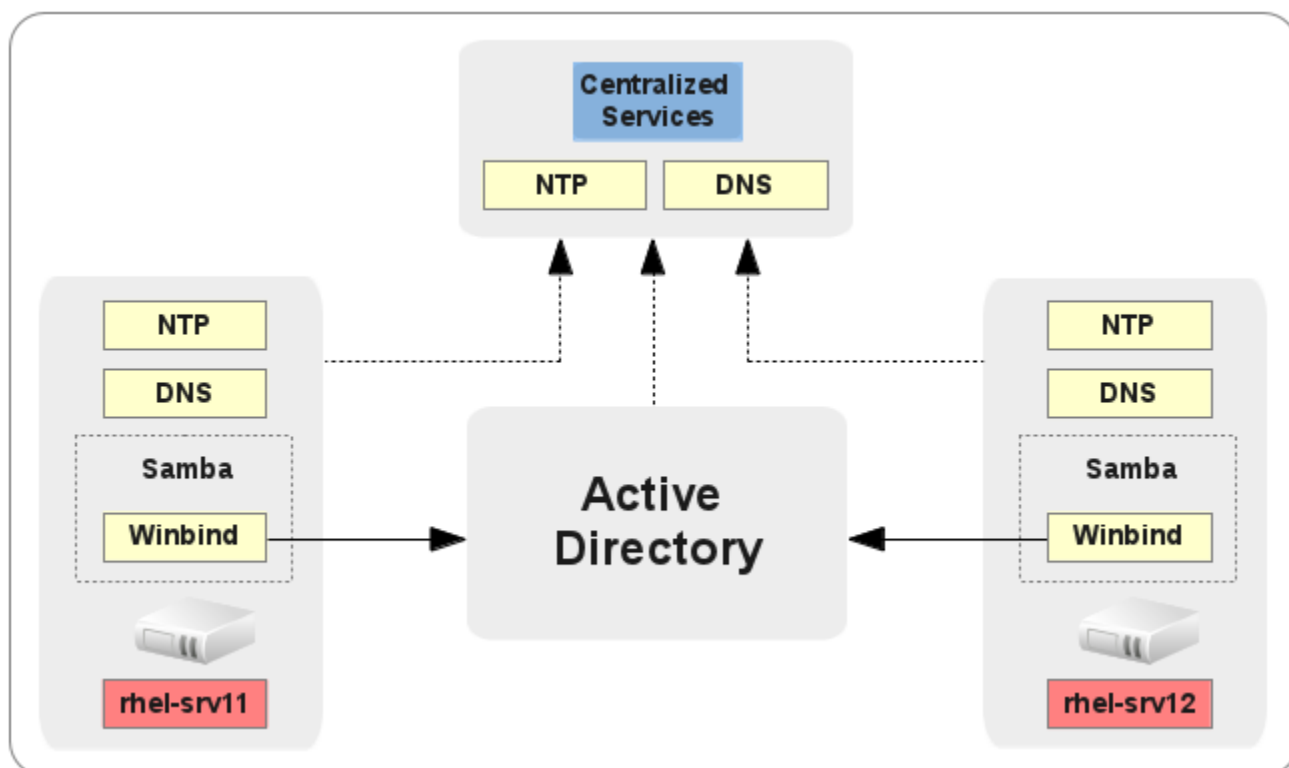 Centralized
Services
NTP
DNS
NTP
DNS
Samba
Winbind
rhel-srv11
Active
Directory
NTP
DNS
Samba
Winbind
rhel-srv12